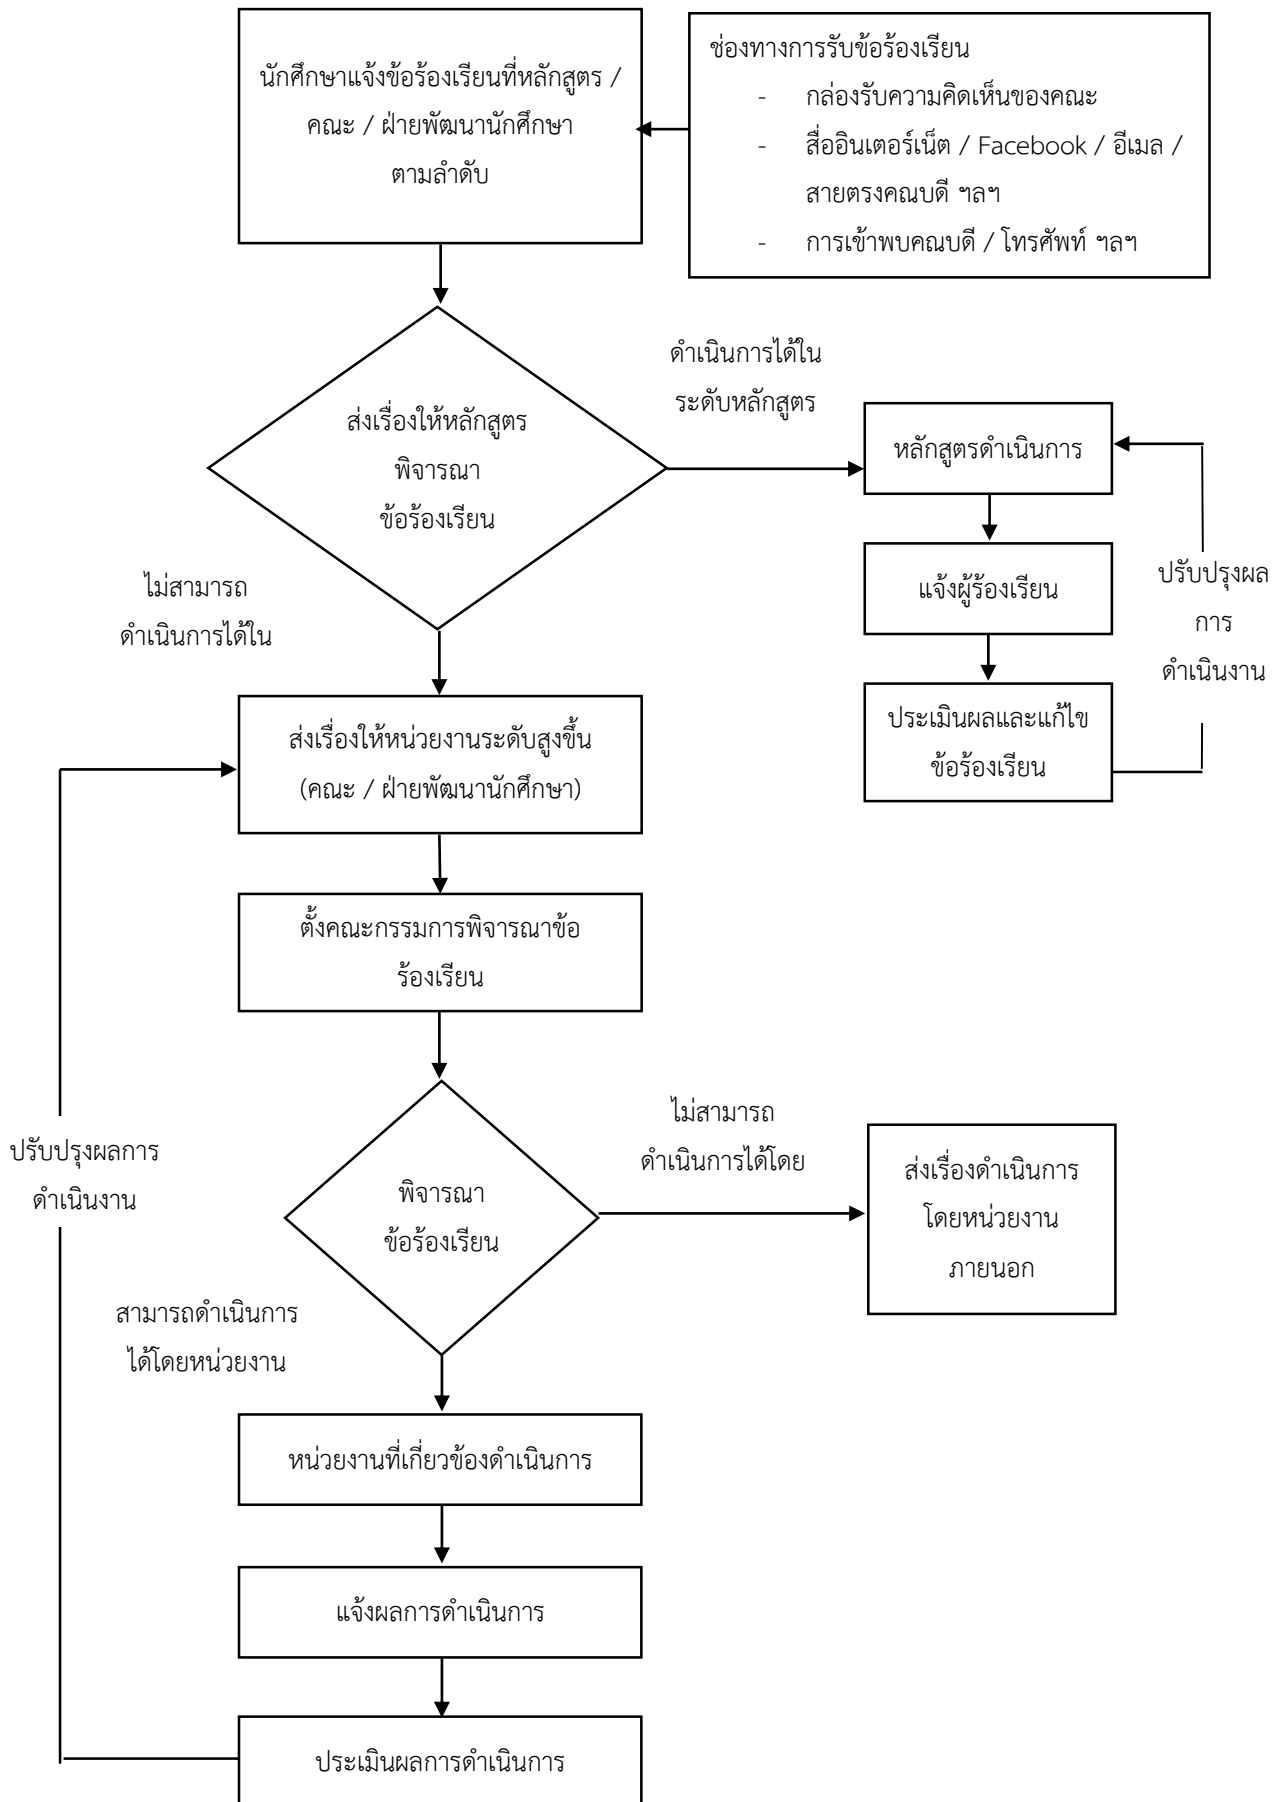 นักศึกษาแจ้งข้อร้องเรียนที่หลักสูตร /
คณะ / ฝ่ายพัฒนานักศึกษา
ตามลำดับ
ช่องทางการรับข้อร้องเรียน
- กล่องรับความคิดเห็นของคณะ
- สื่ออินเตอร์เน็ต / Facebook / อีเมล /
สายตรงคณบดี ฯลฯ
- การเข้าพบคณบดี / โทรศัพท์ ฯลฯ
ส่งเรื่องให้หลักสูตร
พิจารณา
ข้อร้องเรียน
ดำเนินการได้ใน
ระดับหลักสูตร
หลักสูตรดำเนินการ
แจ้งผู้ร้องเรียน
ประเมินผลและแก้ไข
ข้อร้องเรียน
ปรับปรุงผล
การ
ดำเนินงาน
ไม่สามารถ
ดำเนินการได้ใน
ส่งเรื่องให้หน่วยงานระดับสูงขึ้น
(คณะ / ฝ่ายพัฒนานักศึกษา)
ตั้งคณะกรรมการพิจารณาข้อ
ร้องเรียน
พิจารณา
ข้อร้องเรียน
ไม่สามารถ
ดำเนินการได้โดย
ส่งเรื่องดำเนินการ
โดยหน่วยงาน
ภายนอก
ปรับปรุงผลการ
ดำเนินงาน
สามารถดำเนินการ
ได้โดยหน่วยงาน
หน่วยงานที่เกี่ยวข้องดำเนินการ
แจ้งผลการดำเนินการ
ประเมินผลการดำเนินการ